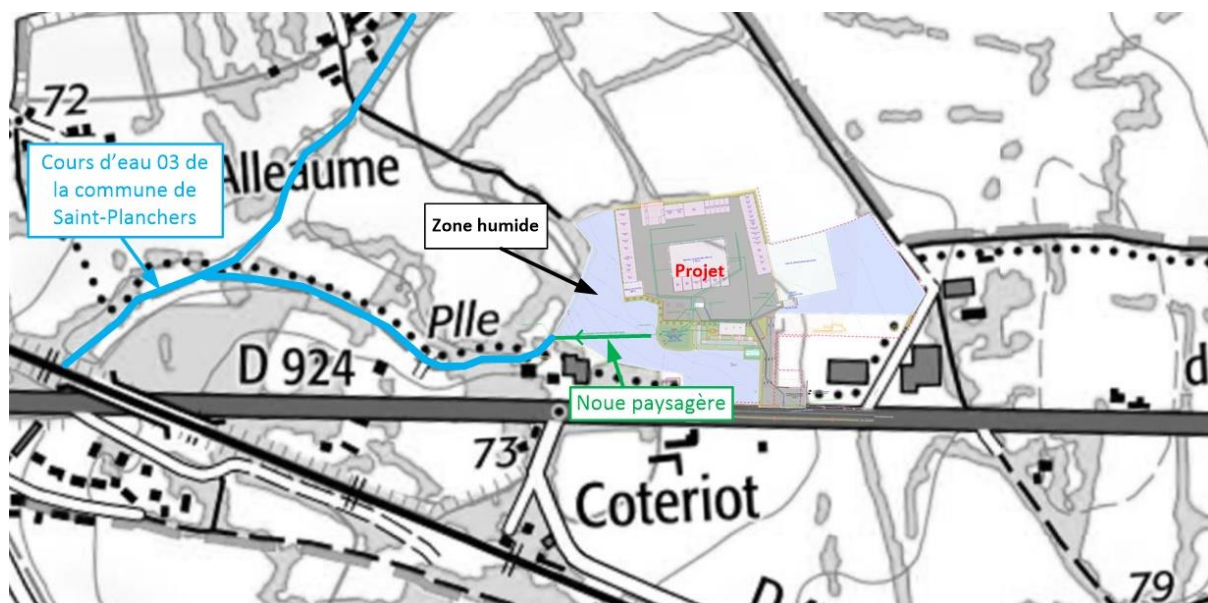 72
Cours d'eau 03 de
la commune de
Saint-Planchers
Alleaume
Zone humide
Projet
Plle
D 924
Noue paysagère
73
Coteriot
d
D
79